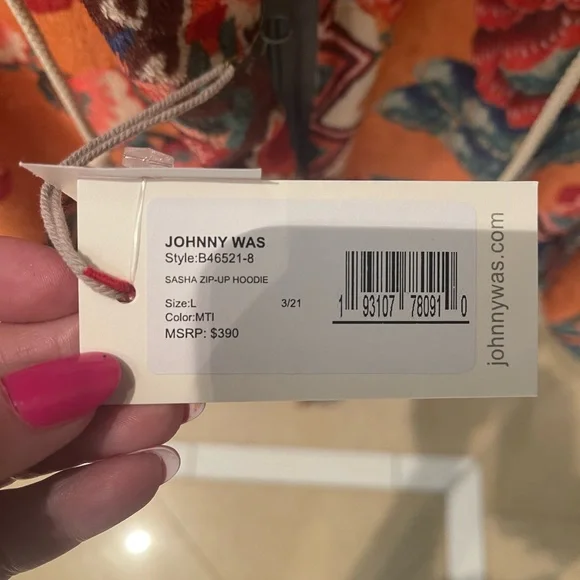 JOHNNY WAS
Style:B46521-8
SASHA ZIP-UP HOODIE
Size:L 3/21
Color:MTI
MSRP: $390
1 93107 78091 0
johnnywas.com